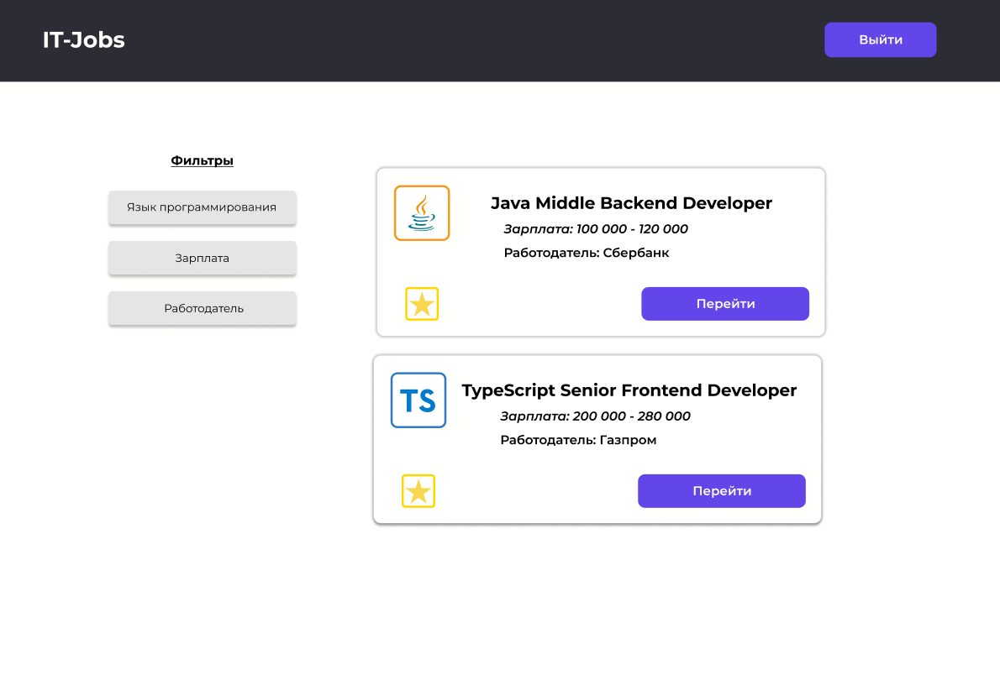 IT-Jobs
Выйти
Фильтры
Язык программирования
Зарплата
Работодатель
Java Middle Backend Developer
Зарплата: 100 000 - 120 000
Работодатель: Сбербанк
Перейти
TS
TypeScript Senior Frontend Developer
Зарплата: 200 000 - 280 000
Работодатель: Газпром
Перейти